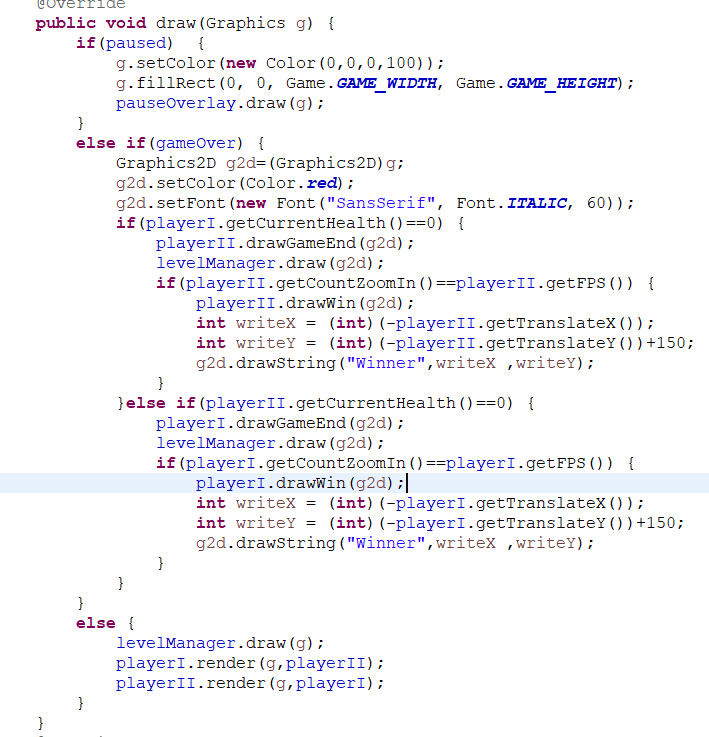 @Override
public void draw(Graphics g) {
    if(paused)  {
        g.setColor(new Color(0,0,0,100));
        g.fillRect(0, 0, Game.GAME_WIDTH, Game.GAME_HEIGHT);
        pauseOverlay.draw(g);
    }
    else if(gameOver) {
        Graphics2D g2d=(Graphics2D)g;
        g2d.setColor(Color.red);
        g2d.setFont(new Font("SansSerif", Font.ITALIC, 60));
        if(playerI.getCurrentHealth()==0) {
            playerII.drawGameEnd(g2d);
            levelManager.draw(g2d);
            if(playerII.getCountZoomIn()==playerII.getFPS()) {
                playerII.drawWin(g2d);
                int writeX = (int)(-playerII.getTranslateX());
                int writeY = (int)(-playerII.getTranslateY())+150;
                g2d.drawString("Winner",writeX ,writeY);
            }
        }else if(playerII.getCurrentHealth()==0) {
            playerI.drawGameEnd(g2d);
            levelManager.draw(g2d);
            if(playerI.getCountZoomIn()==playerI.getFPS()) {
                playerI.drawWin(g2d);
                int writeX = (int)(-playerI.getTranslateX());
                int writeY = (int)(-playerI.getTranslateY())+150;
                g2d.drawString("Winner",writeX ,writeY);
            }
        }
    }
    else {
        levelManager.draw(g);
        playerI.render(g,playerII);
        playerII.render(g,playerI);
    }
}